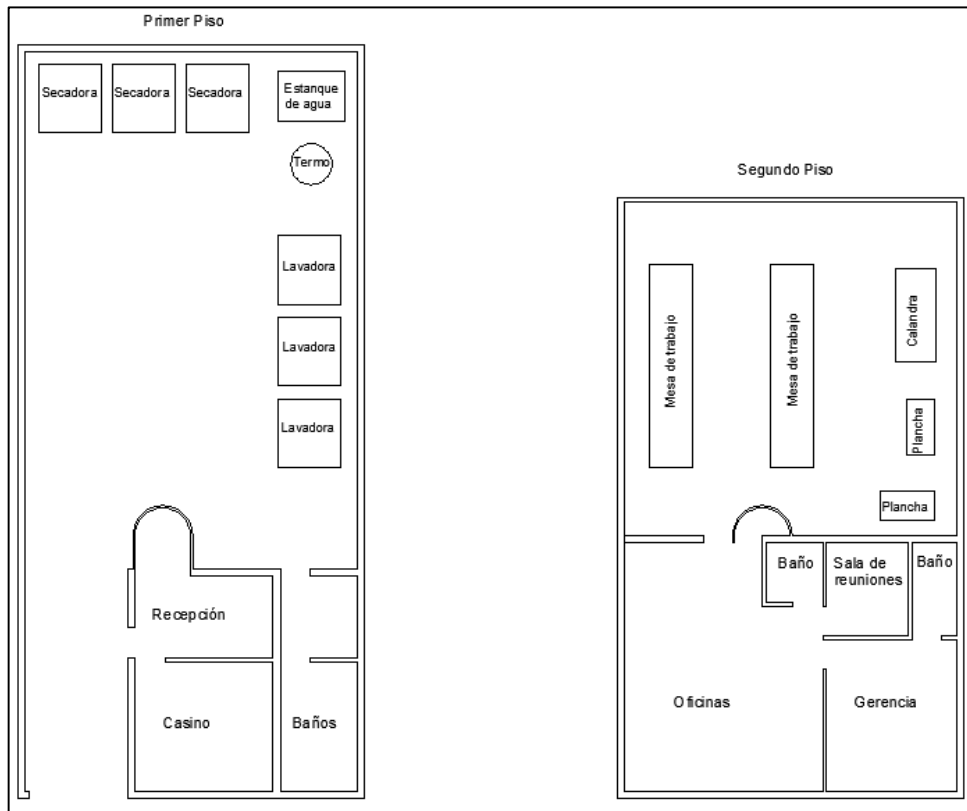 Primer Piso
Secadora
Secadora
Secadora
Estanque
de agua
Termo
Lavadora
Lavadora
Lavadora
Recepción
Casino
Baños
Segundo Piso
Mesa de trabajo
Mesa de trabajo
Calandra
Plancha
Plancha
Baño
Sala de
reuniones
Baño
Oficinas
Gerencia